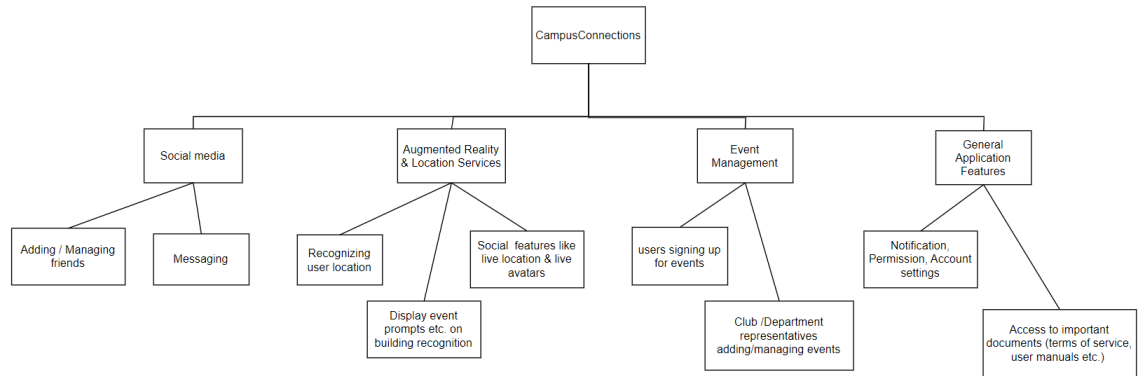 CampusConnections
Social media
Augmented Reality
& Location Services
Event
Management
General
Application
Features
Adding / Managing
friends
Messaging
Recognizing
user location
Social features like
live location & live
avatars
Display event
prompts etc. on
building recognition
users signing up
for events
Club /Department
representatives
adding/managing events
Notification,
Permission, Account
settings
Access to important
documents (terms of service,
user manuals etc.)